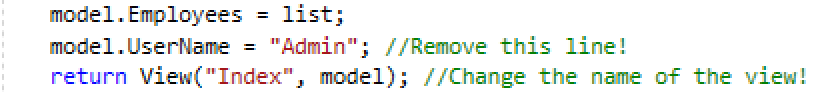 model.Employees = list;
model.UserName = "Admin"; //Remove this line!
return View("Index", model); //Change the name of the view!